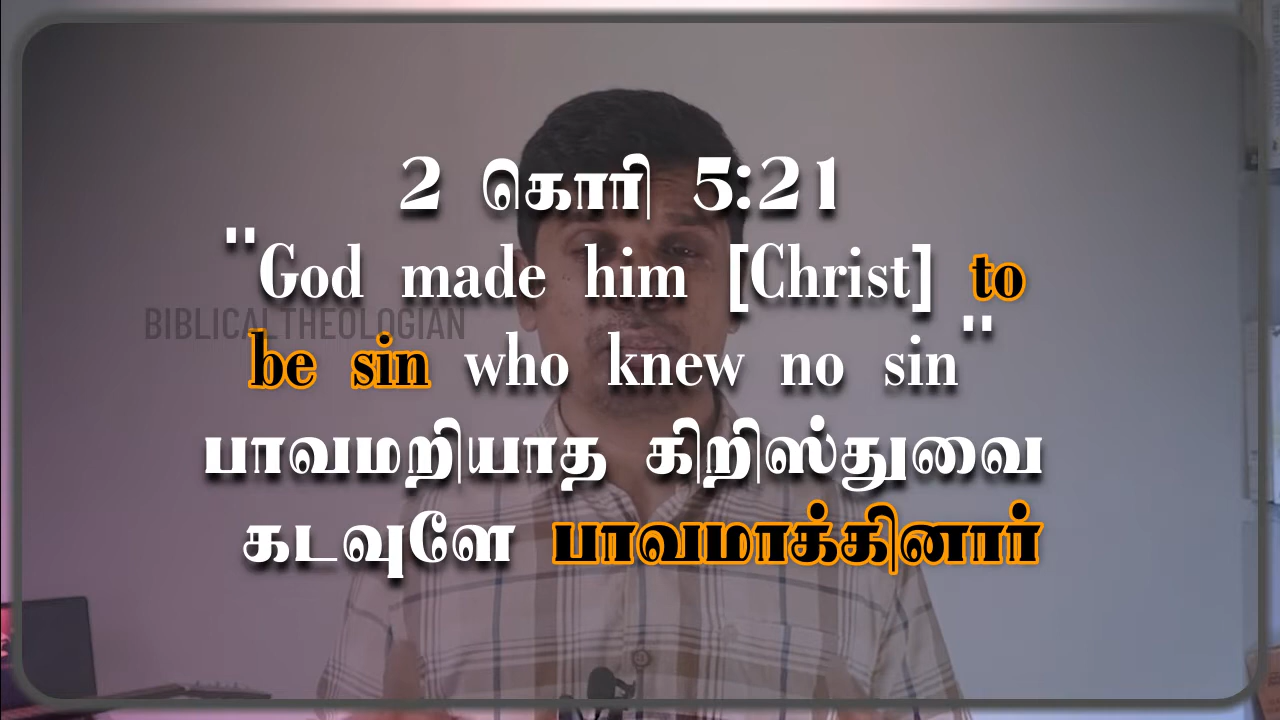 2 கொரி 5:21
"God made him [Christ] to
BIBLICAL THEOLOGIAN
be sin who knew no sin"
பாவமறியாத கிறிஸ்துவை
கடவுளே பாவமாக்கினார்